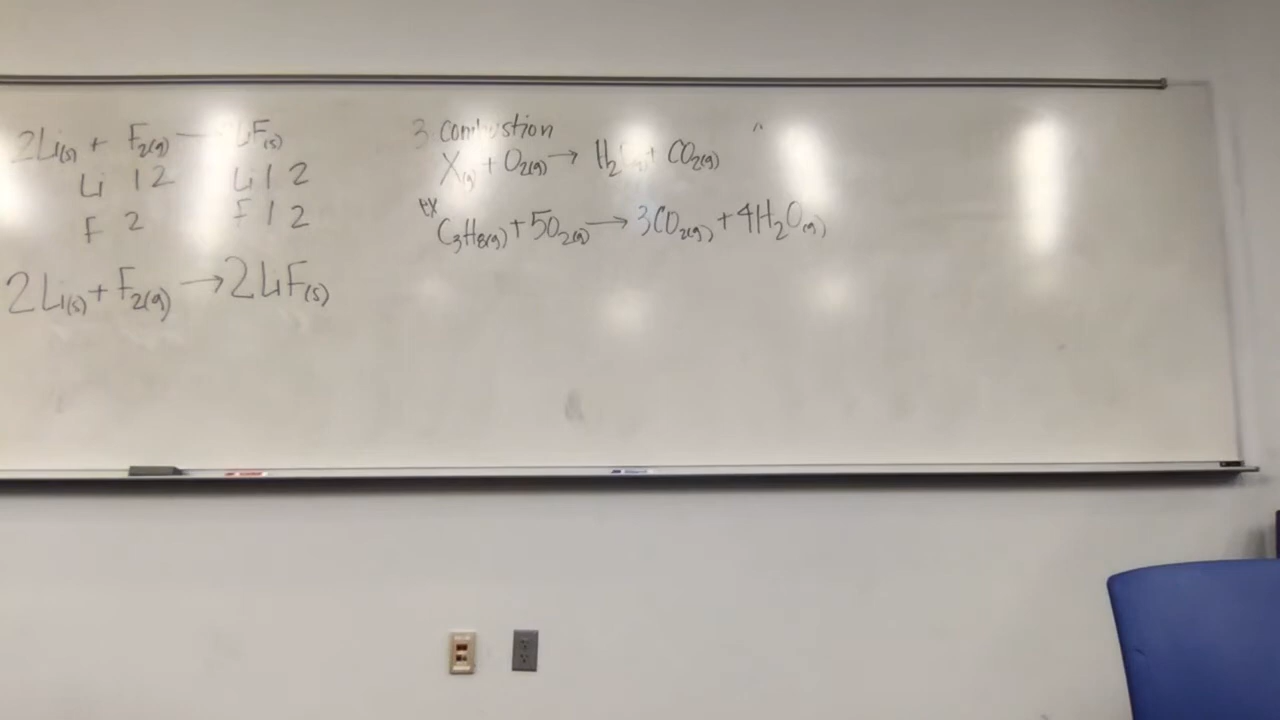 2Li(s) + F2(g) → LiF(s)
Li 1 2 Li 1 2
F 2 F 1 2
2Li(s) + F2(g) → 2LiF(s)
3 combustion
X(g) + O2(g) → H2O(g) + CO2(g)
ex
C3H8(g) + 5O2(g) → 3CO2(g) + 4H2O(g)